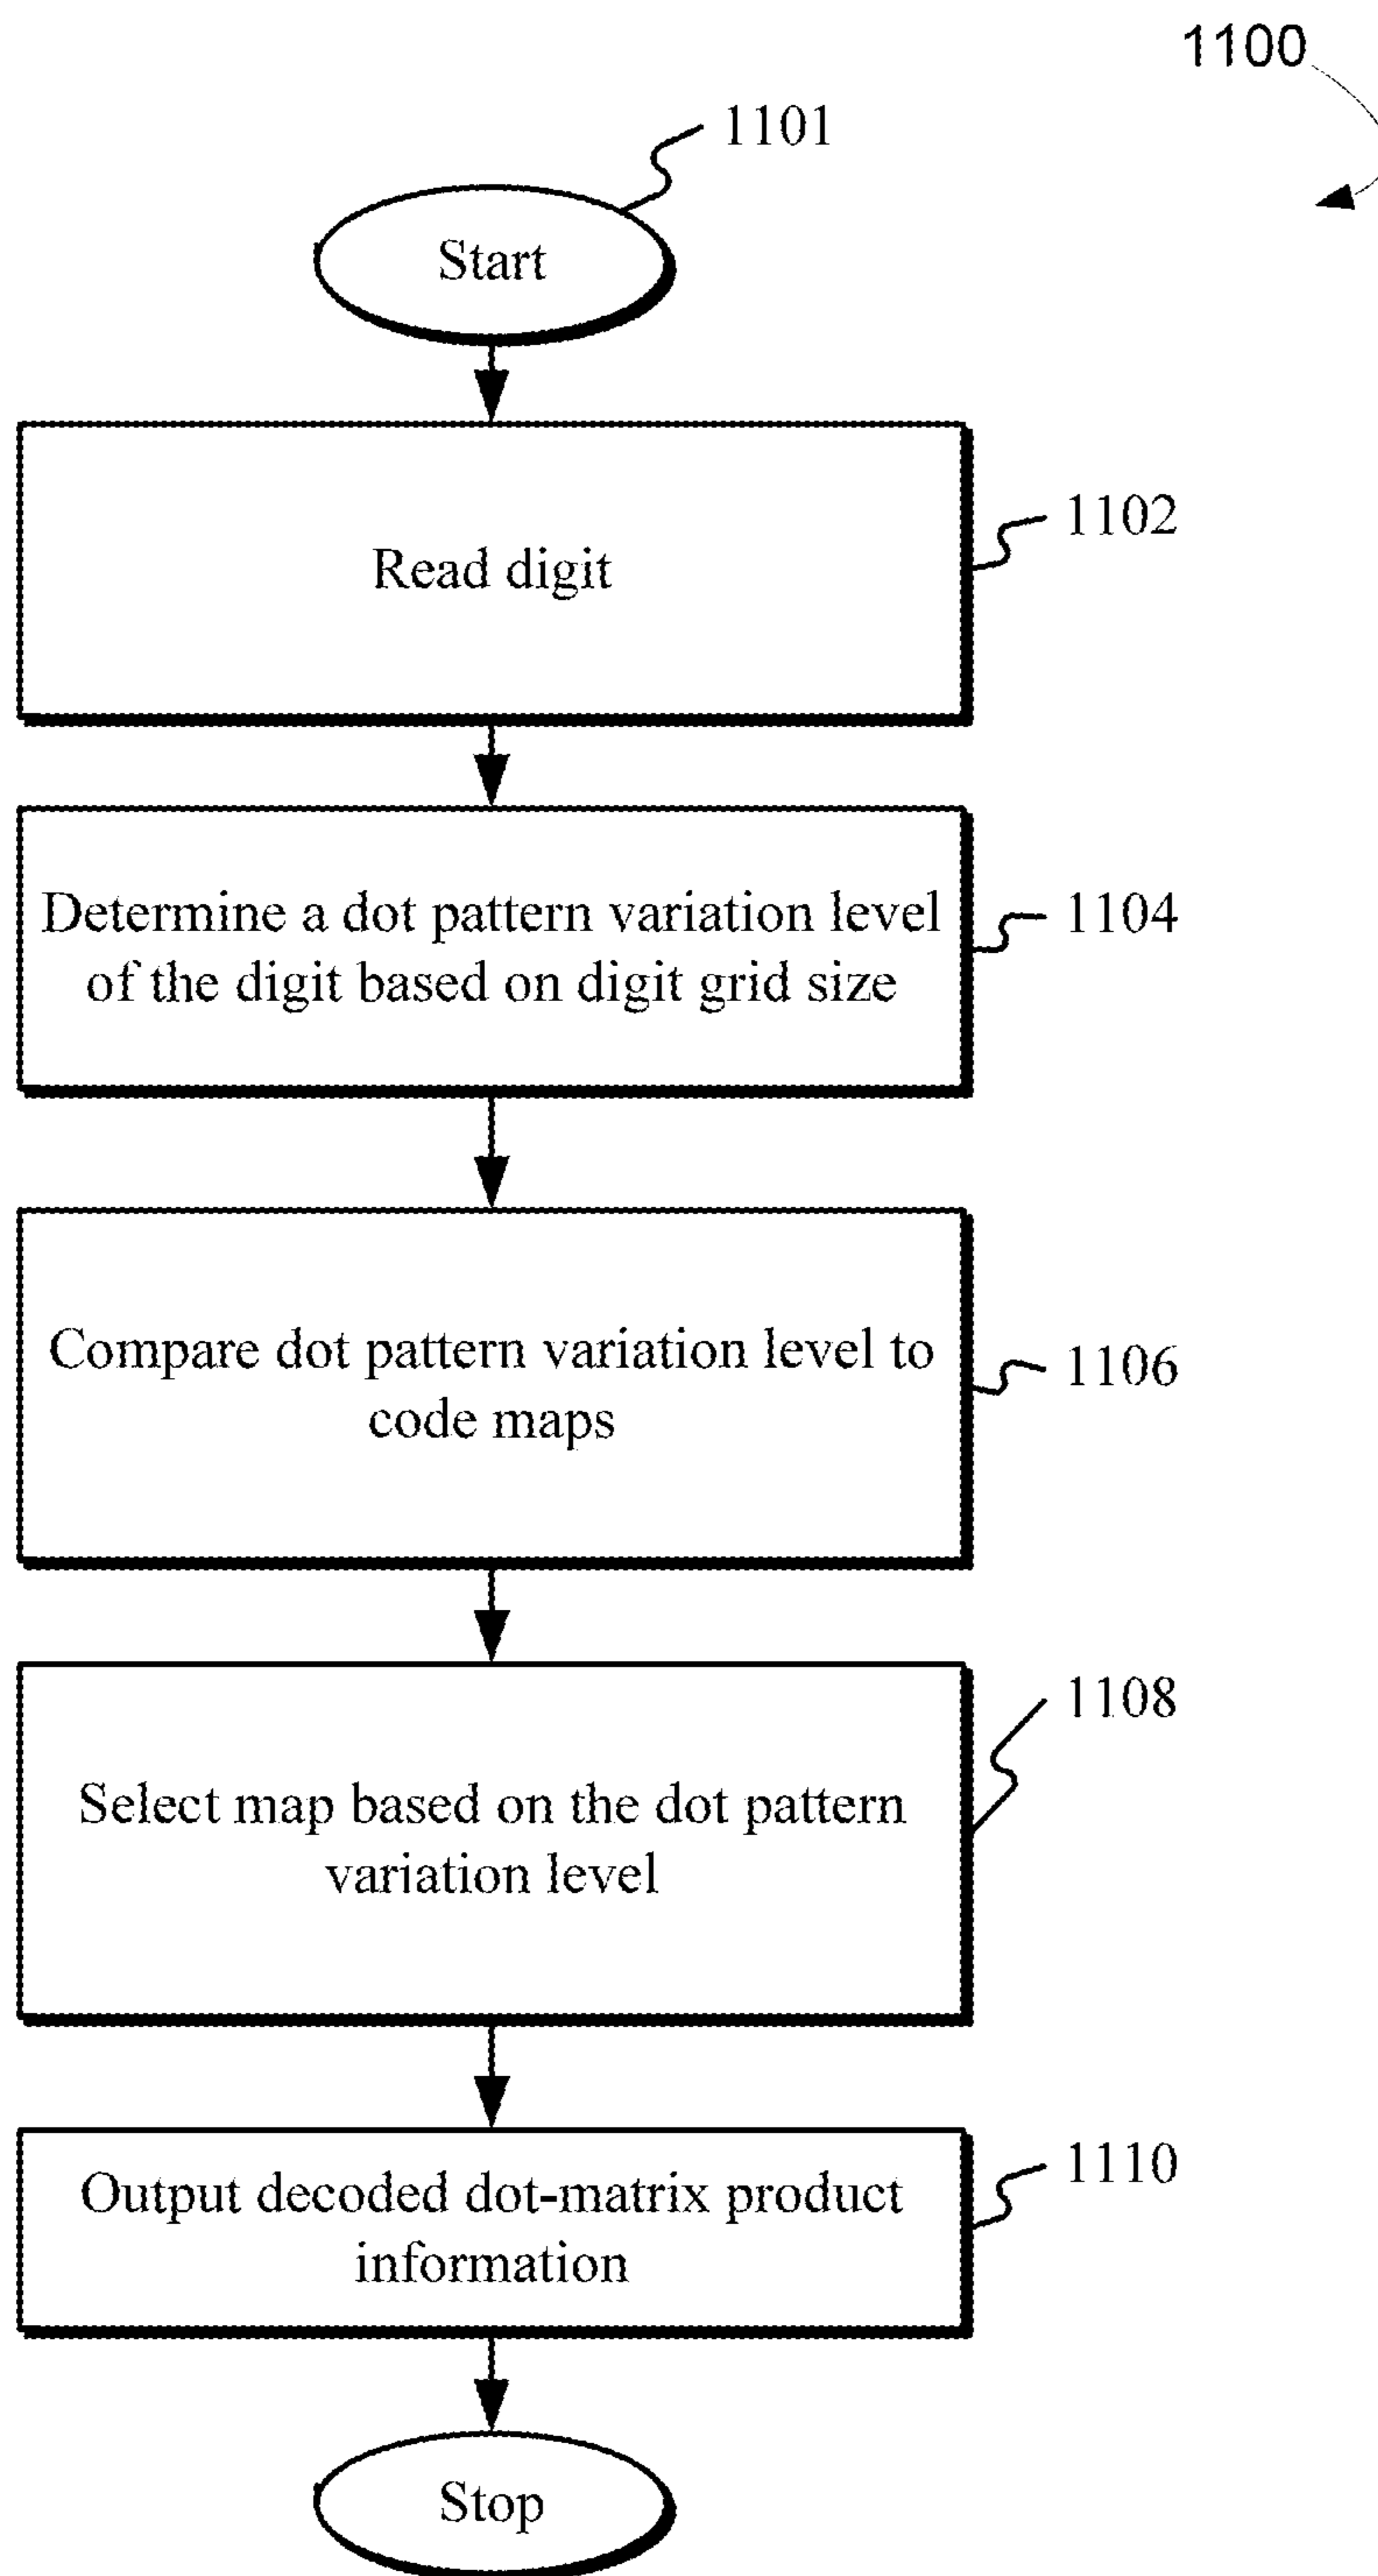 1100
1101
Start
1102
Read digit
1104
Determine a dot pattern variation level
of the digit based on digit grid size
1106
Compare dot pattern variation level to
code maps
1108
Select map based on the dot pattern
variation level
1110
Output decoded dot-matrix product
information
Stop